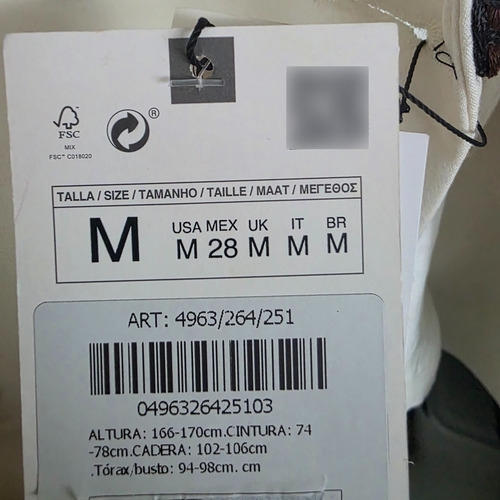 FSC
MIX
FSC™ C018020
®
TALLA / SIZE / TAMANHO / TAILLE / MAAT / ΜΕΓΕΘΟΣ
M
USA MEX UK IT BR
M 28 M M M
ART: 4963/264/251
0496326425103
ALTURA: 166-170cm.CINTURA: 74
-78cm.CADERA: 102-106cm
.Tórax/busto: 94-98cm. cm